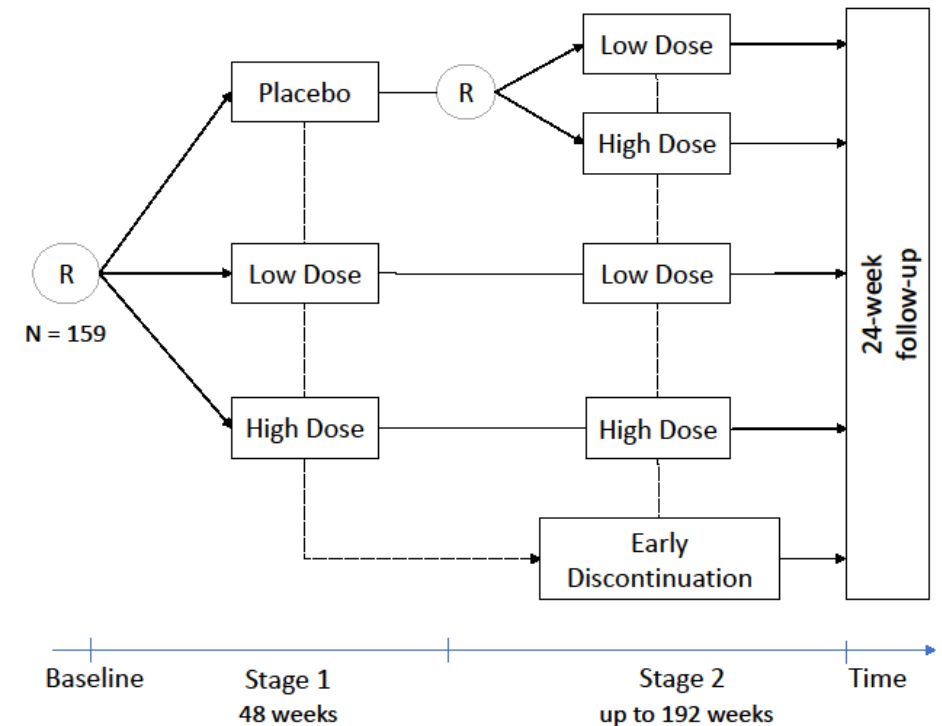 Low Dose
Placebo
R
High Dose
R
Low Dose
Low Dose
24-week
follow-up
N = 159
High Dose
High Dose
Early
Discontinuation
Baseline
Stage 1
Stage 2
Time
48 weeks
up to 192 weeks